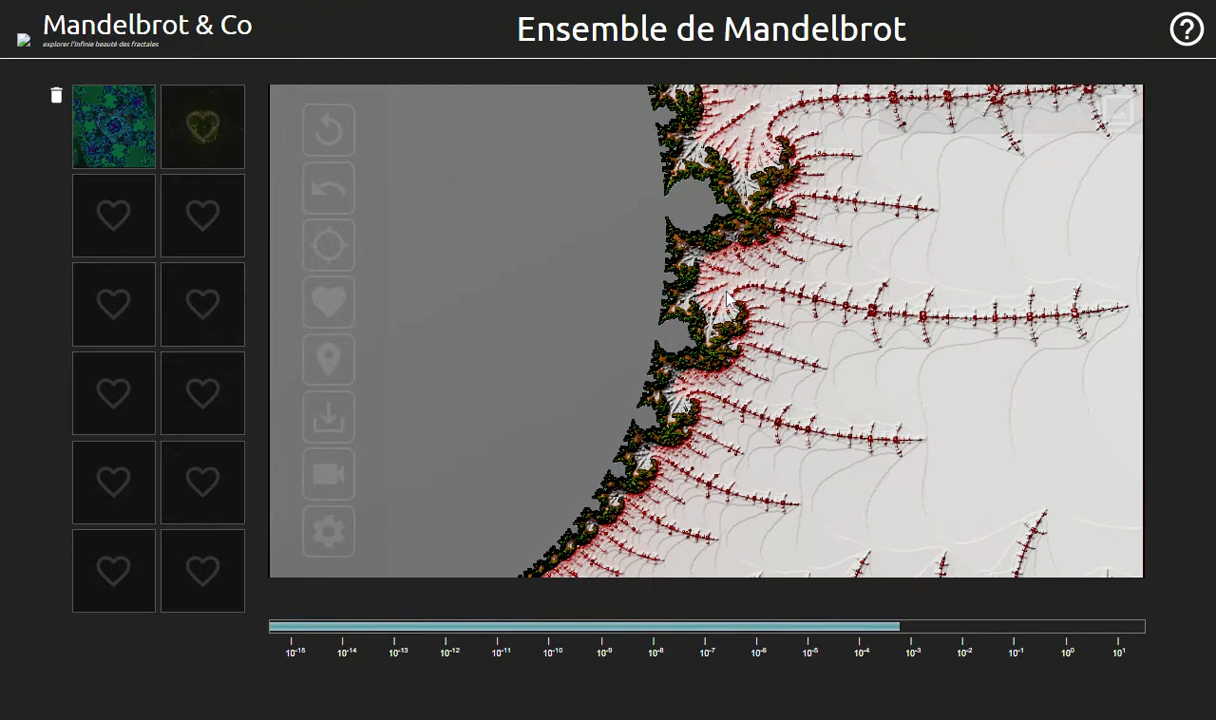 Mandelbrot & Co
explorer l'infinie beauté des fractales
Ensemble de Mandelbrot
10-15 10-14 10-13 10-12 10-11 10-10 10-9 10-8 10-7 10-6 10-5 10-4 10-3 10-2 10-1 100 101